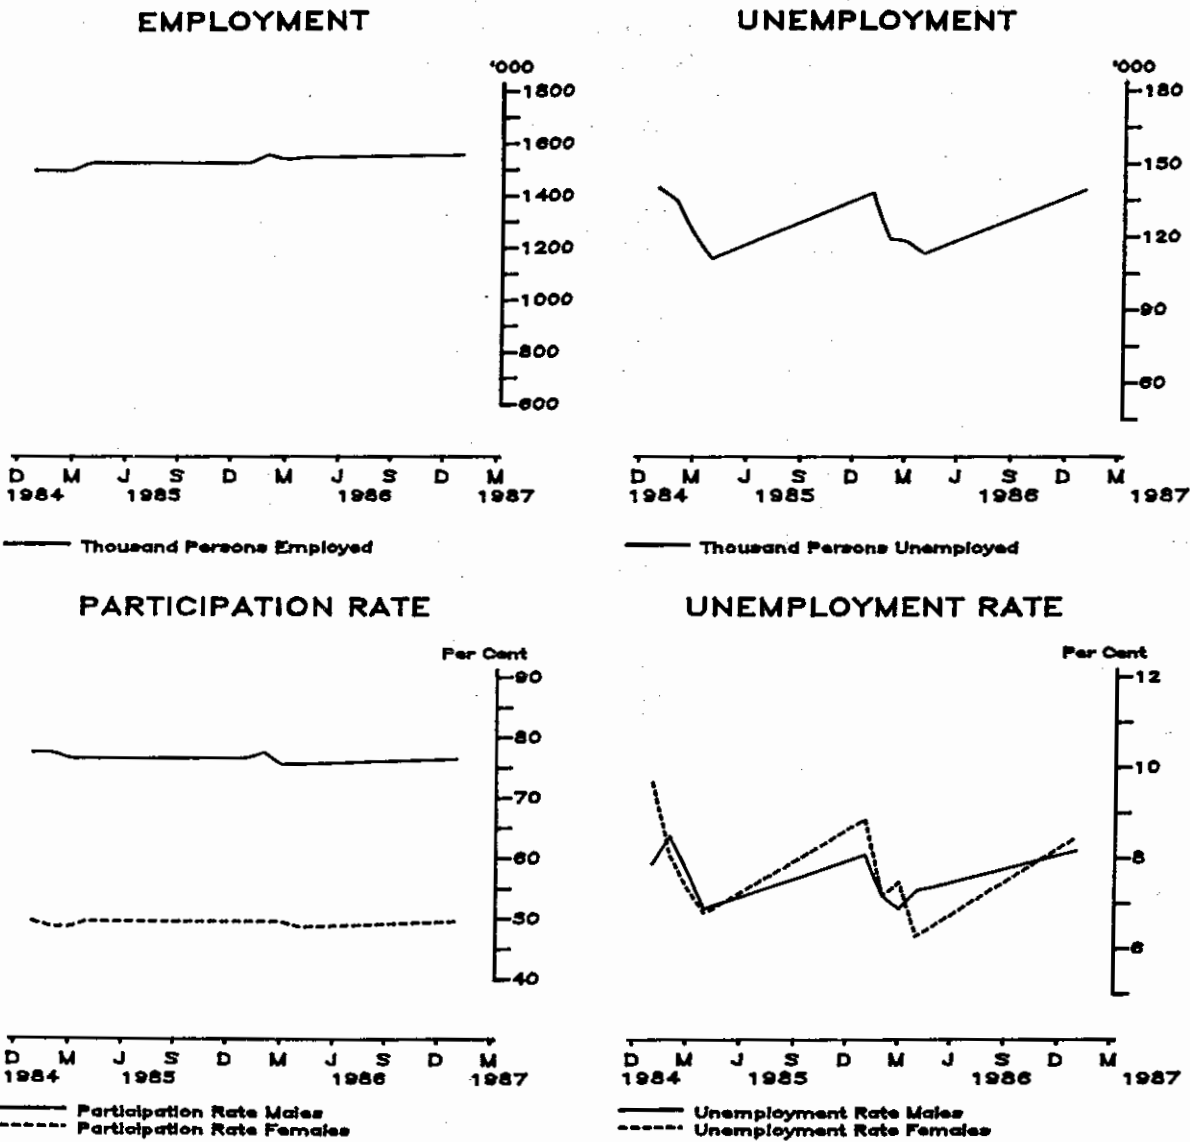 EMPLOYMENT
'000
1800
1600
1400
1200
1000
800
600
D M J S D M J S D M
1984 1985 1986 1987
Thousand Persons Employed
UNEMPLOYMENT
'000
180
150
120
90
60
D M J S D M J S D M
1984 1985 1986 1987
Thousand Persons Unemployed
PARTICIPATION RATE
Per Cent
90
80
70
60
50
40
D M J S D M J S D M
1984 1985 1986 1987
Participation Rate Males
Participation Rate Females
UNEMPLOYMENT RATE
Per Cent
12
10
8
6
D M J S D M J S D M
1984 1985 1986 1987
Unemployment Rate Males
Unemployment Rate Females